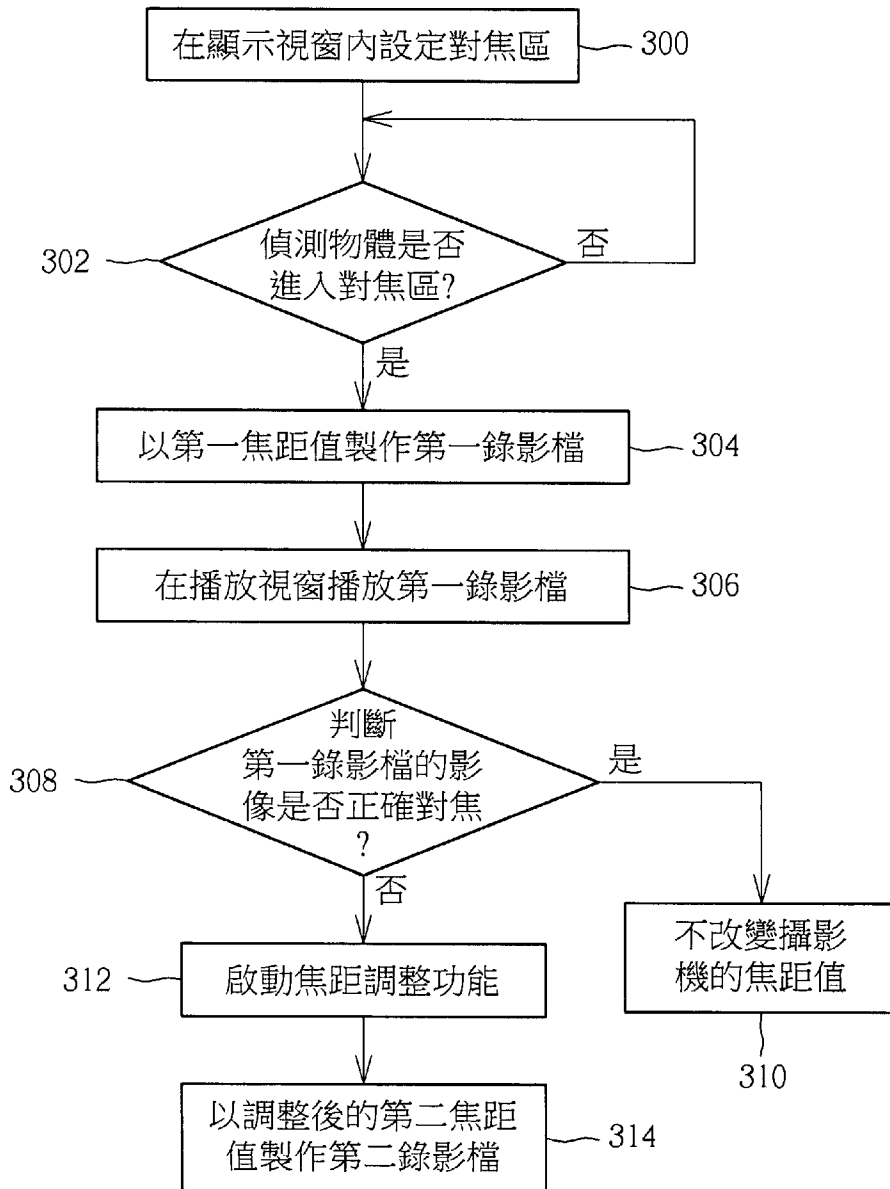 在顯示視窗內設定對焦區
300
302
偵測物體是否
進入對焦區?
否
是
以第一焦距值製作第一錄影檔
304
在播放視窗播放第一錄影檔
306
308
判斷
第一錄影檔的影
像是否正確對焦
?
是
否
312
啟動焦距調整功能
不改變攝影
機的焦距值
310
以調整後的第二焦距
值製作第二錄影檔
314